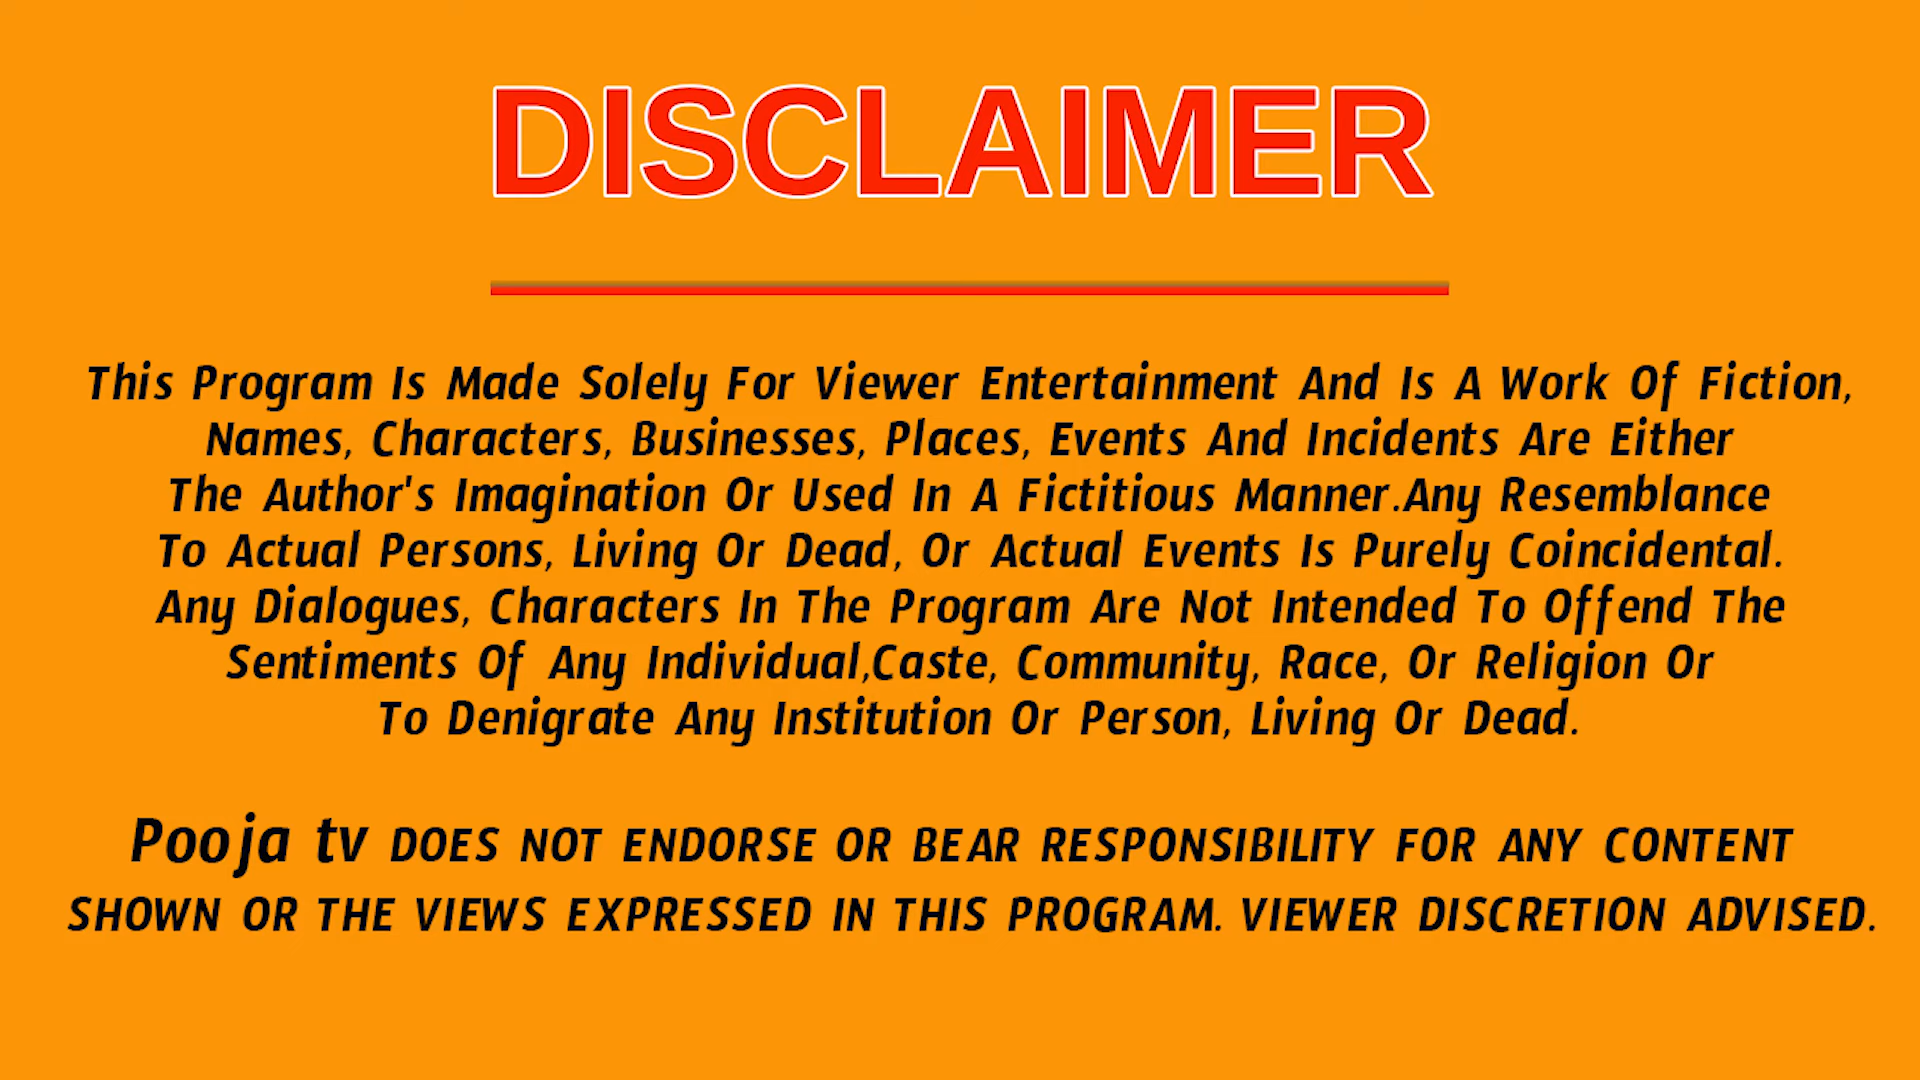 DISCLAIMER
This Program Is Made Solely For Viewer Entertainment And Is A Work Of Fiction,
Names, Characters, Businesses, Places, Events And Incidents Are Either
The Author's Imagination Or Used In A Fictitious Manner.Any Resemblance
To Actual Persons, Living Or Dead, Or Actual Events Is Purely Coincidental.
Any Dialogues, Characters In The Program Are Not Intended To Offend The
Sentiments Of Any Individual,Caste, Community, Race, Or Religion Or
To Denigrate Any Institution Or Person, Living Or Dead.
Pooja tv DOES NOT ENDORSE OR BEAR RESPONSIBILITY FOR ANY CONTENT
SHOWN OR THE VIEWS EXPRESSED IN THIS PROGRAM. VIEWER DISCRETION ADVISED.